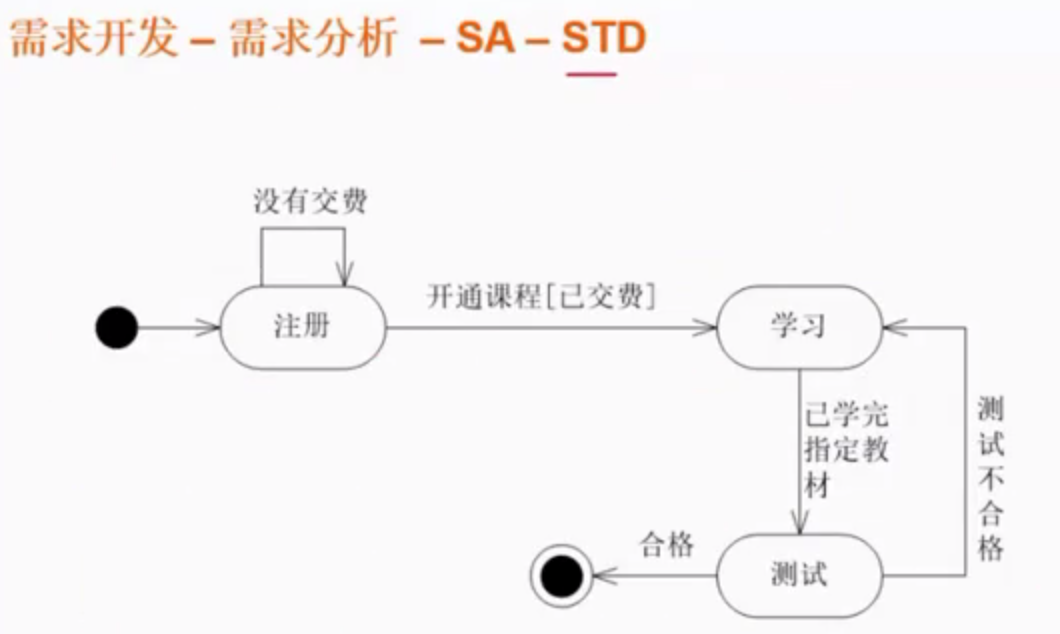 需求开发 – 需求分析 – SA – STD
没有交费
开通课程[已交费]
注册
学习
已学完
指定教
材
测
试
不
合
格
合格
测试